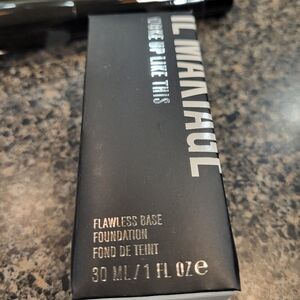 IL MAKIAGE
WOKE UP LIKE THIS
FLAWLESS BASE
FOUNDATION
FOND DE TEINT
30 ML/1 FL OZ ℮